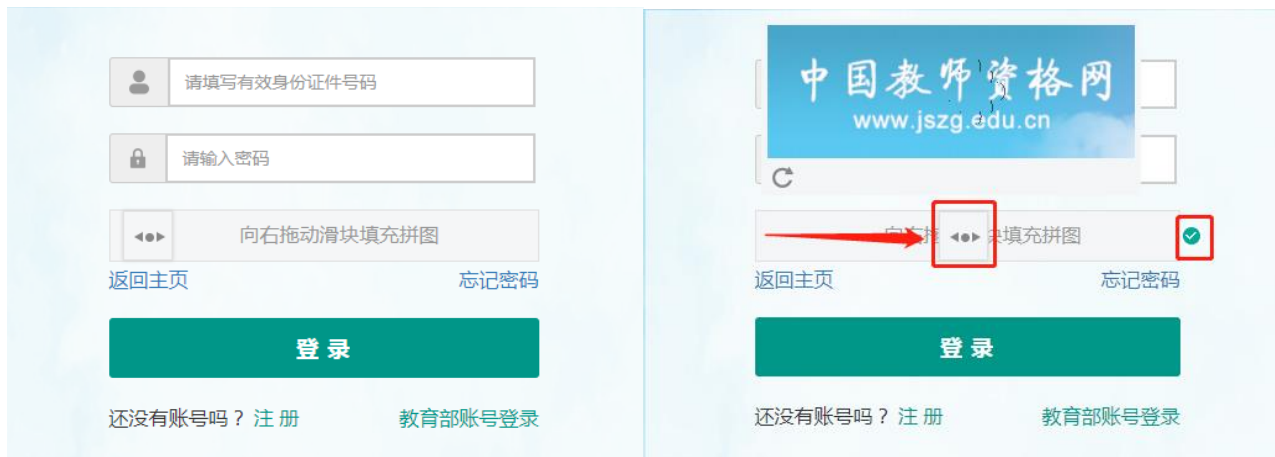 请填写有效身份证件号码
请输入密码
向右拖动滑块填充拼图
返回主页 忘记密码
登录
还没有账号吗？注册 教育部账号登录
中国教师资格网
www.jszg.edu.cn
块填充拼图
返回主页 忘记密码
登录
还没有账号吗？注册 教育部账号登录